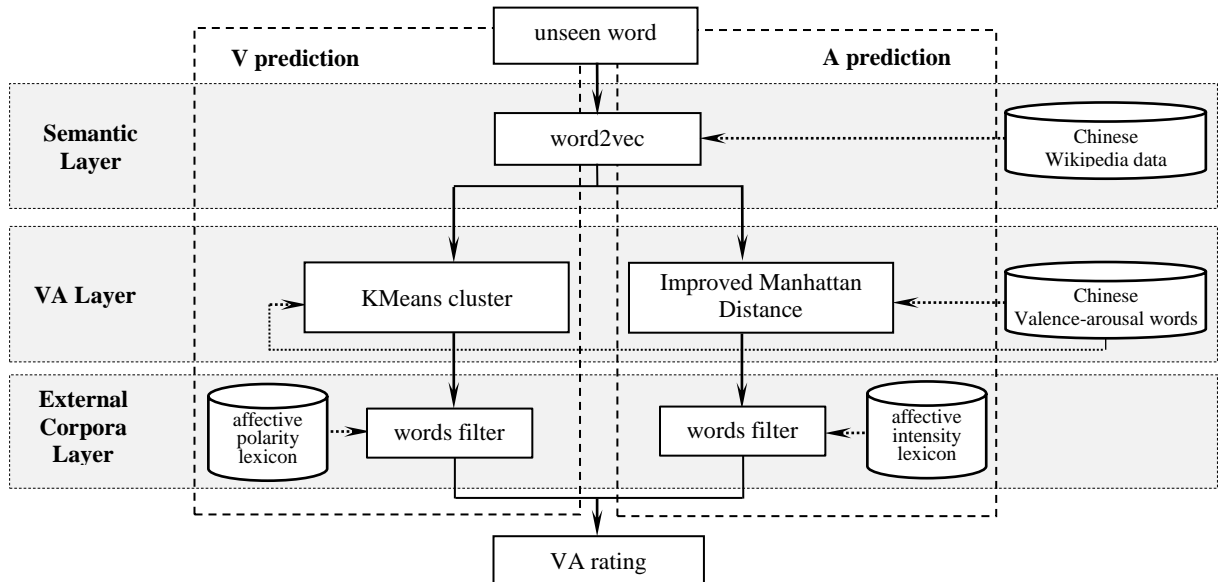 unseen word
V prediction
A prediction
Semantic
Layer
word2vec
Chinese
Wikipedia data
VA Layer
KMeans cluster
Improved Manhattan
Distance
Chinese
Valence-arousal words
External
Corpora
Layer
affective
polarity
lexicon
words filter
words filter
affective
intensity
lexicon
VA rating